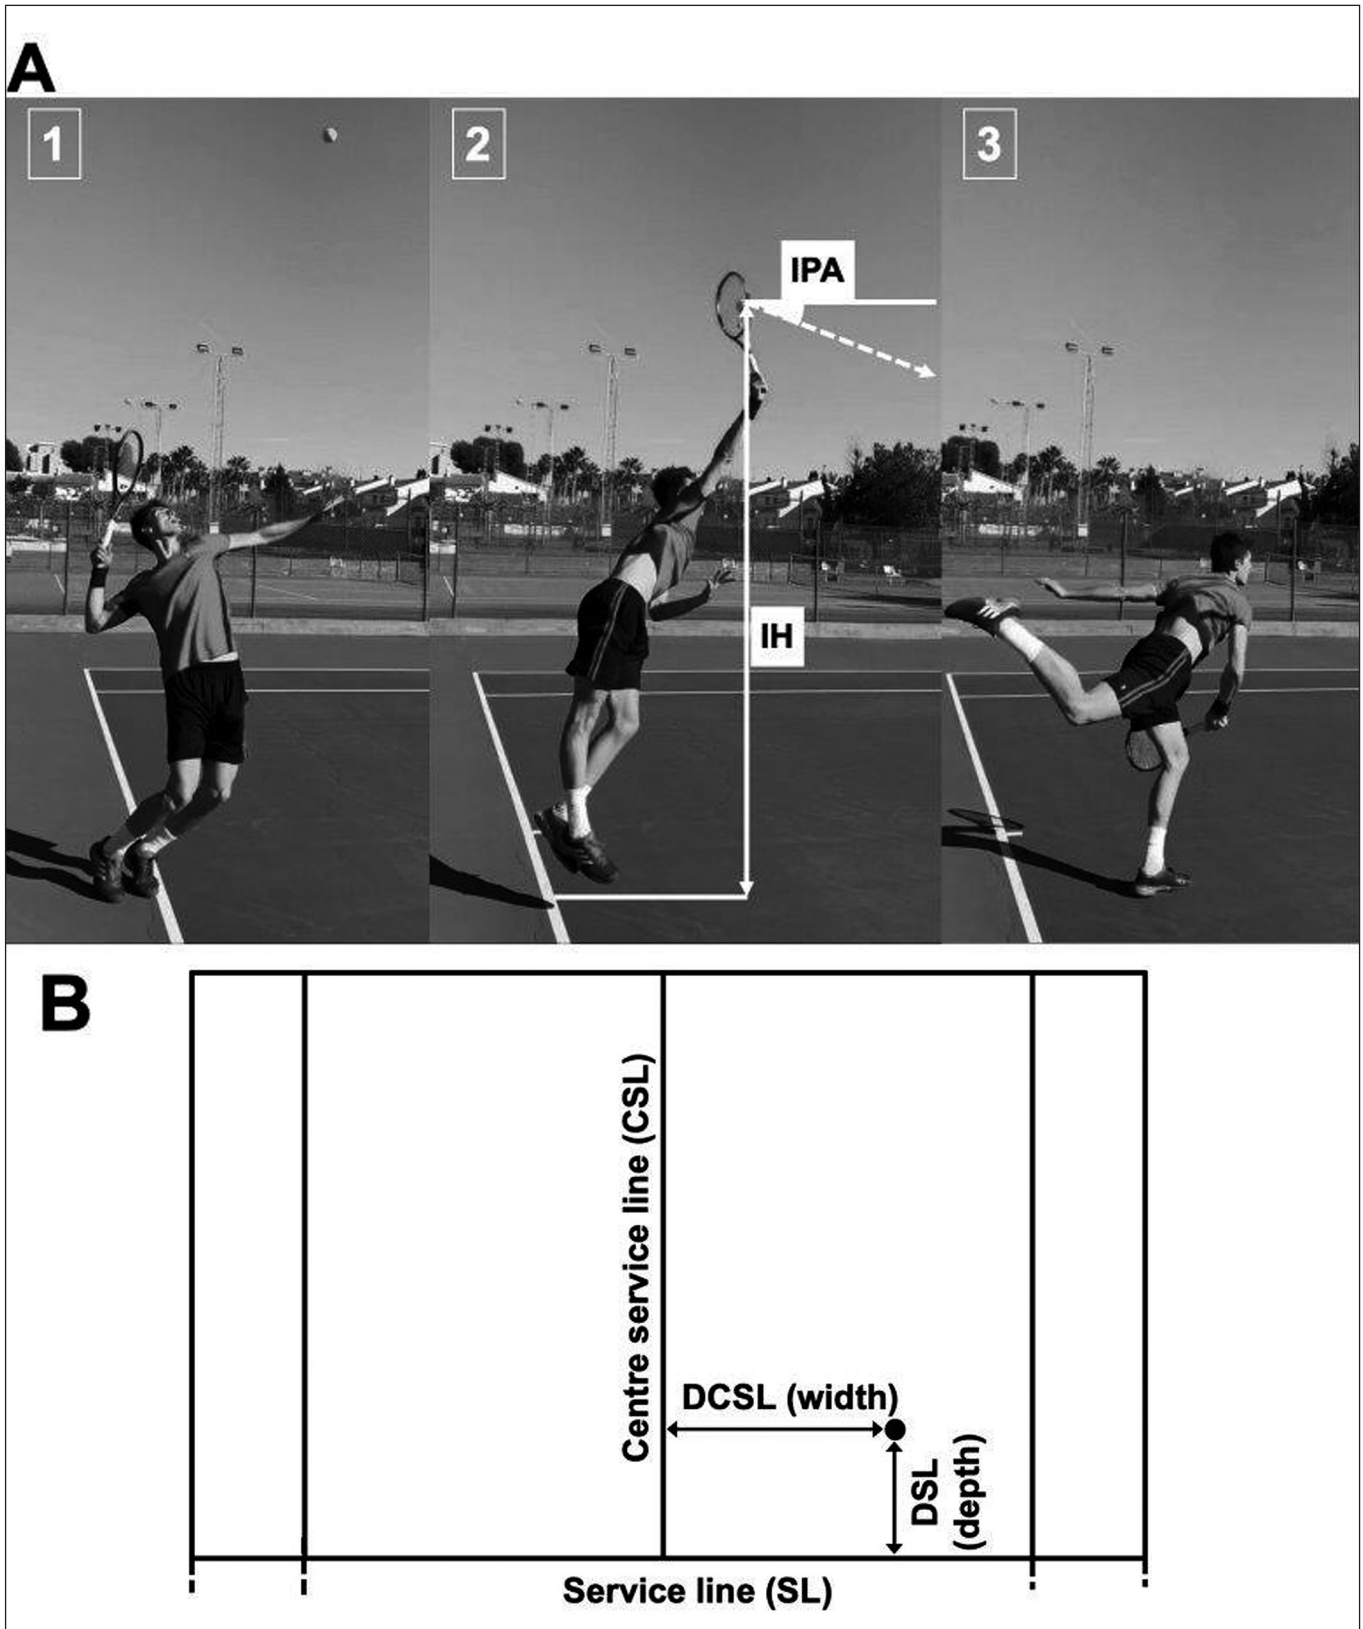 A
1
2
3
IPA
IH
B
Centre service line (CSL)
DCSL (width)
DSL
(depth)
Service line (SL)